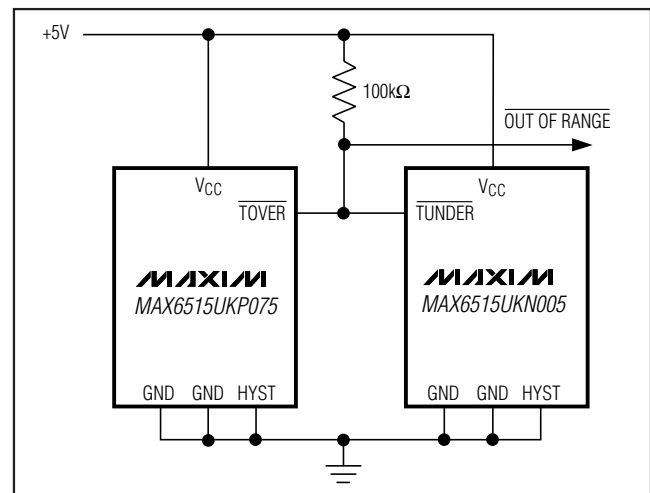 +5V
100kΩ
OUT OF RANGE
VCC
TOVER
MAXIM
MAX6515UKP075
GND GND HYST
VCC
TUNDER
MAXIM
MAX6515UKN005
GND GND HYST